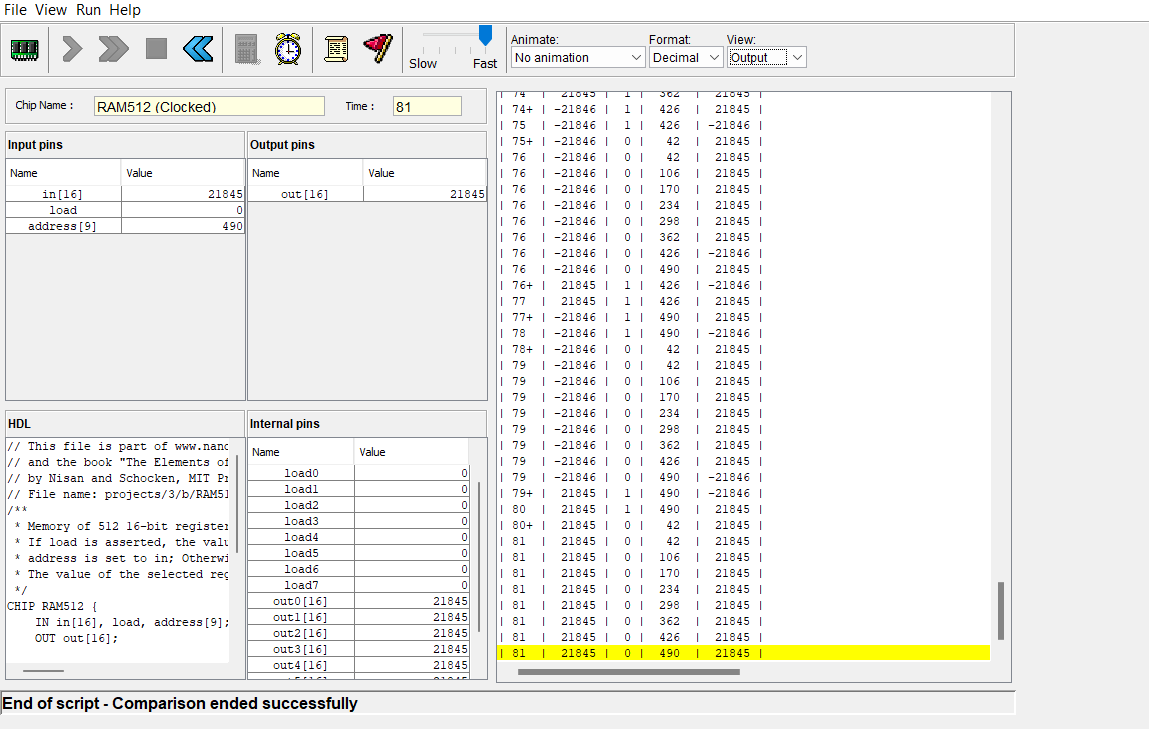 File View Run Help
Slow Fast
Animate: Format: View:
No animation Decimal Output
Chip Name : RAM512 (Clocked) Time : 81
Input pins
Name Value
in[16] 21845
load 0
address[9] 490
Output pins
Name Value
out[16] 21845
HDL
// This file is part of www.nand
// and the book "The Elements of
// by Nisan and Schocken, MIT Pr
// File name: projects/3/b/RAM51
/**
* Memory of 512 16-bit register
* If load is asserted, the valu
* address is set to in; Otherwi
* The value of the selected reg
*/
CHIP RAM512 {
IN in[16], load, address[9];
OUT out[16];
Internal pins
Name Value
load0 0
load1 0
load2 0
load3 0
load4 0
load5 0
load6 0
load7 0
out0[16] 21845
out1[16] 21845
out2[16] 21845
out3[16] 21845
out4[16] 21845
| 74 | 21845 | 1 | 362 | 21845 |
| 74+ | -21846 | 1 | 426 | 21845 |
| 75 | -21846 | 1 | 426 | -21846 |
| 75+ | -21846 | 0 | 42 | 21845 |
| 76 | -21846 | 0 | 42 | 21845 |
| 76 | -21846 | 0 | 106 | 21845 |
| 76 | -21846 | 0 | 170 | 21845 |
| 76 | -21846 | 0 | 234 | 21845 |
| 76 | -21846 | 0 | 298 | 21845 |
| 76 | -21846 | 0 | 362 | 21845 |
| 76 | -21846 | 0 | 426 | -21846 |
| 76 | -21846 | 0 | 490 | 21845 |
| 76+ | 21845 | 1 | 426 | -21846 |
| 77 | 21845 | 1 | 426 | 21845 |
| 77+ | -21846 | 1 | 490 | 21845 |
| 78 | -21846 | 1 | 490 | -21846 |
| 78+ | -21846 | 0 | 42 | 21845 |
| 79 | -21846 | 0 | 42 | 21845 |
| 79 | -21846 | 0 | 106 | 21845 |
| 79 | -21846 | 0 | 170 | 21845 |
| 79 | -21846 | 0 | 234 | 21845 |
| 79 | -21846 | 0 | 298 | 21845 |
| 79 | -21846 | 0 | 362 | 21845 |
| 79 | -21846 | 0 | 426 | 21845 |
| 79 | -21846 | 0 | 490 | -21846 |
| 79+ | 21845 | 1 | 490 | -21846 |
| 80 | 21845 | 1 | 490 | 21845 |
| 80+ | 21845 | 0 | 42 | 21845 |
| 81 | 21845 | 0 | 42 | 21845 |
| 81 | 21845 | 0 | 106 | 21845 |
| 81 | 21845 | 0 | 170 | 21845 |
| 81 | 21845 | 0 | 234 | 21845 |
| 81 | 21845 | 0 | 298 | 21845 |
| 81 | 21845 | 0 | 362 | 21845 |
| 81 | 21845 | 0 | 426 | 21845 |
| 81 | 21845 | 0 | 490 | 21845 |
End of script - Comparison ended successfully